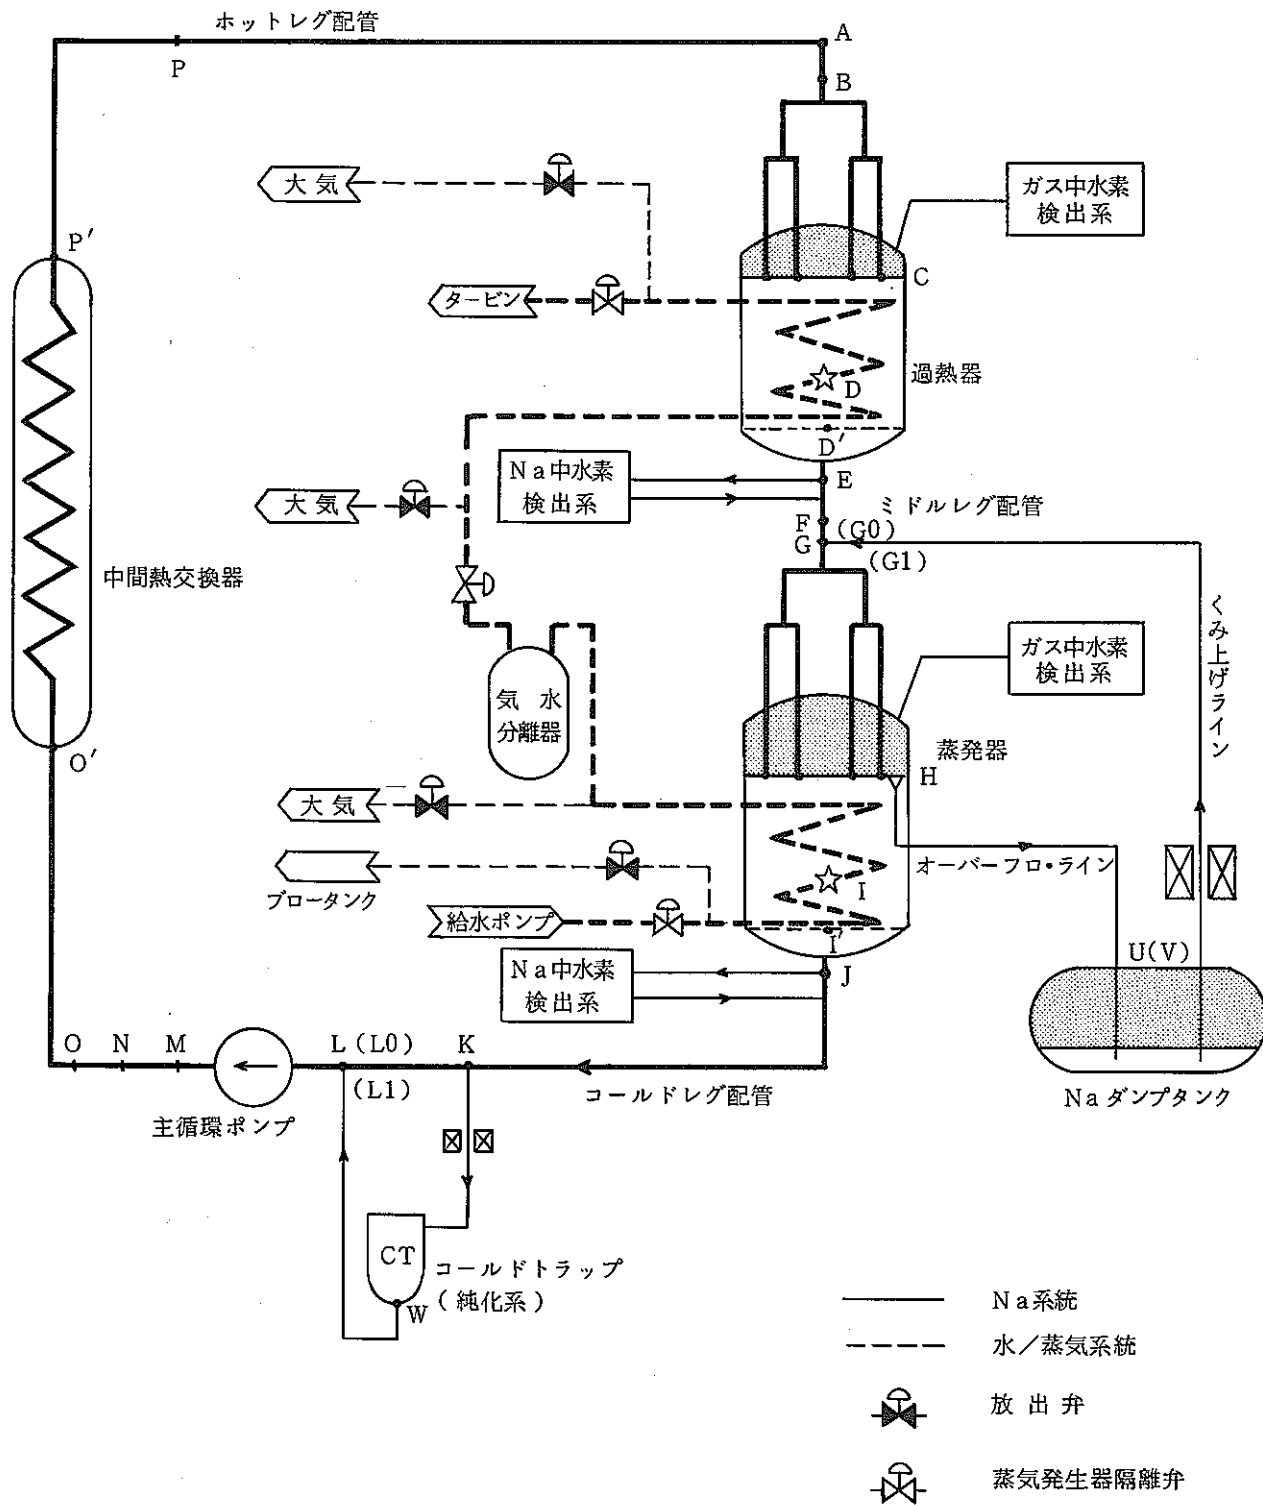 ホットレグ配管
P
A
B
大気
ガス中水素
検出系
P′
タービン
C
過熱器
D
D′
Na中水素
検出系
E
ミドルレグ配管
大気
F
(G0)
G
(G1)
中間熱交換器
くみ上げライン
気水
分離器
ガス中水素
検出系
O′
蒸発器
H
大気
オーバーフロ・ライン
ブロータンク
I
給水ポンプ
I′
U(V)
Na中水素
検出系
J
O
N
M
L(L0)
K
(L1)
コールドレグ配管
Naダンプタンク
主循環ポンプ
CT
コールドトラップ
(純化系)
W
Na系統
水/蒸気系統
放出弁
蒸気発生器隔離弁